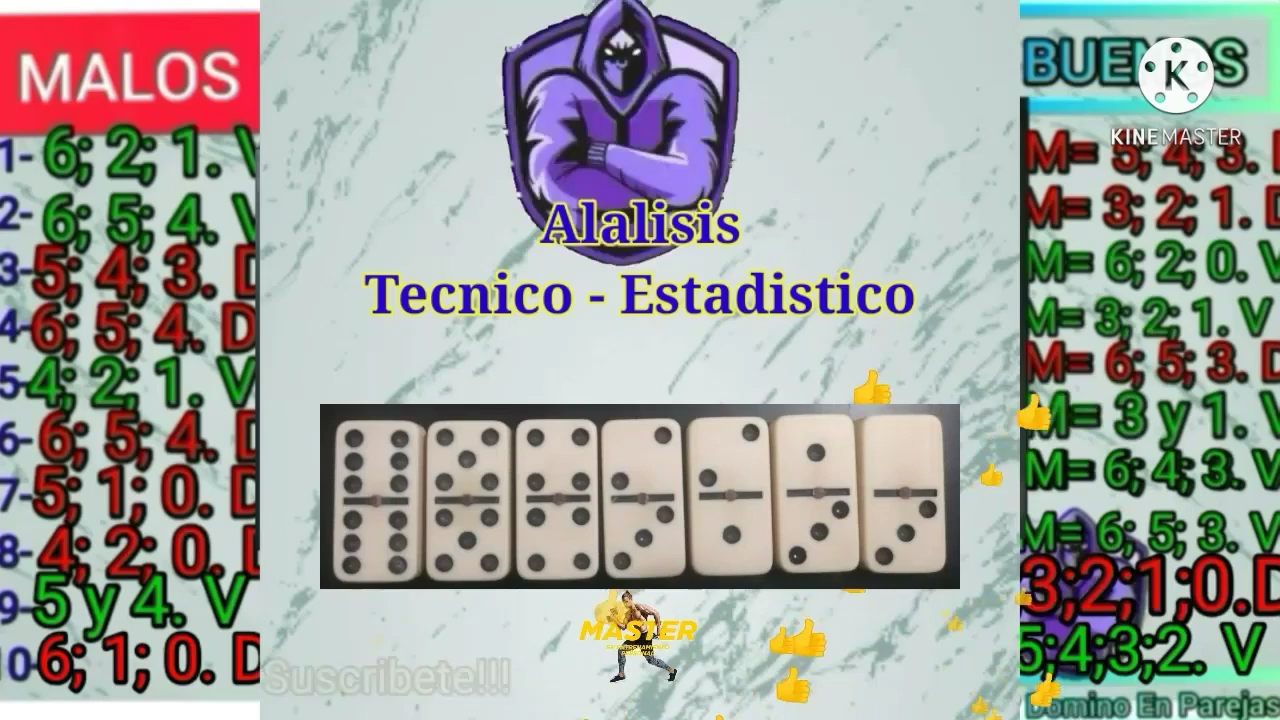 MALOS
1- 6; 2; 1. V
2- 6; 5; 4. V
3- 5; 4; 3. D
4- 6; 5; 4. D
5- 4; 2; 1. V
6- 6; 5; 4. D
7- 5; 1; 0. D
8- 4; 2; 0. D
9- 5 y 4. V
10- 6; 1; 0. D
Alalisis
Tecnico - Estadistico
MASTER
Suscribete!!!
BUENOS
K
KINEMASTER
M= 5; 4; 3.
M= 3; 2; 1. D
M= 6; 2; 0. V
M= 3; 2; 1. V
M= 6; 5; 3. D
M= 3 y 1. V
M= 6; 4; 3. V
M= 6; 5; 3. V
3;2;1;0.D
5;4;3;2. V
Domino En Parejas